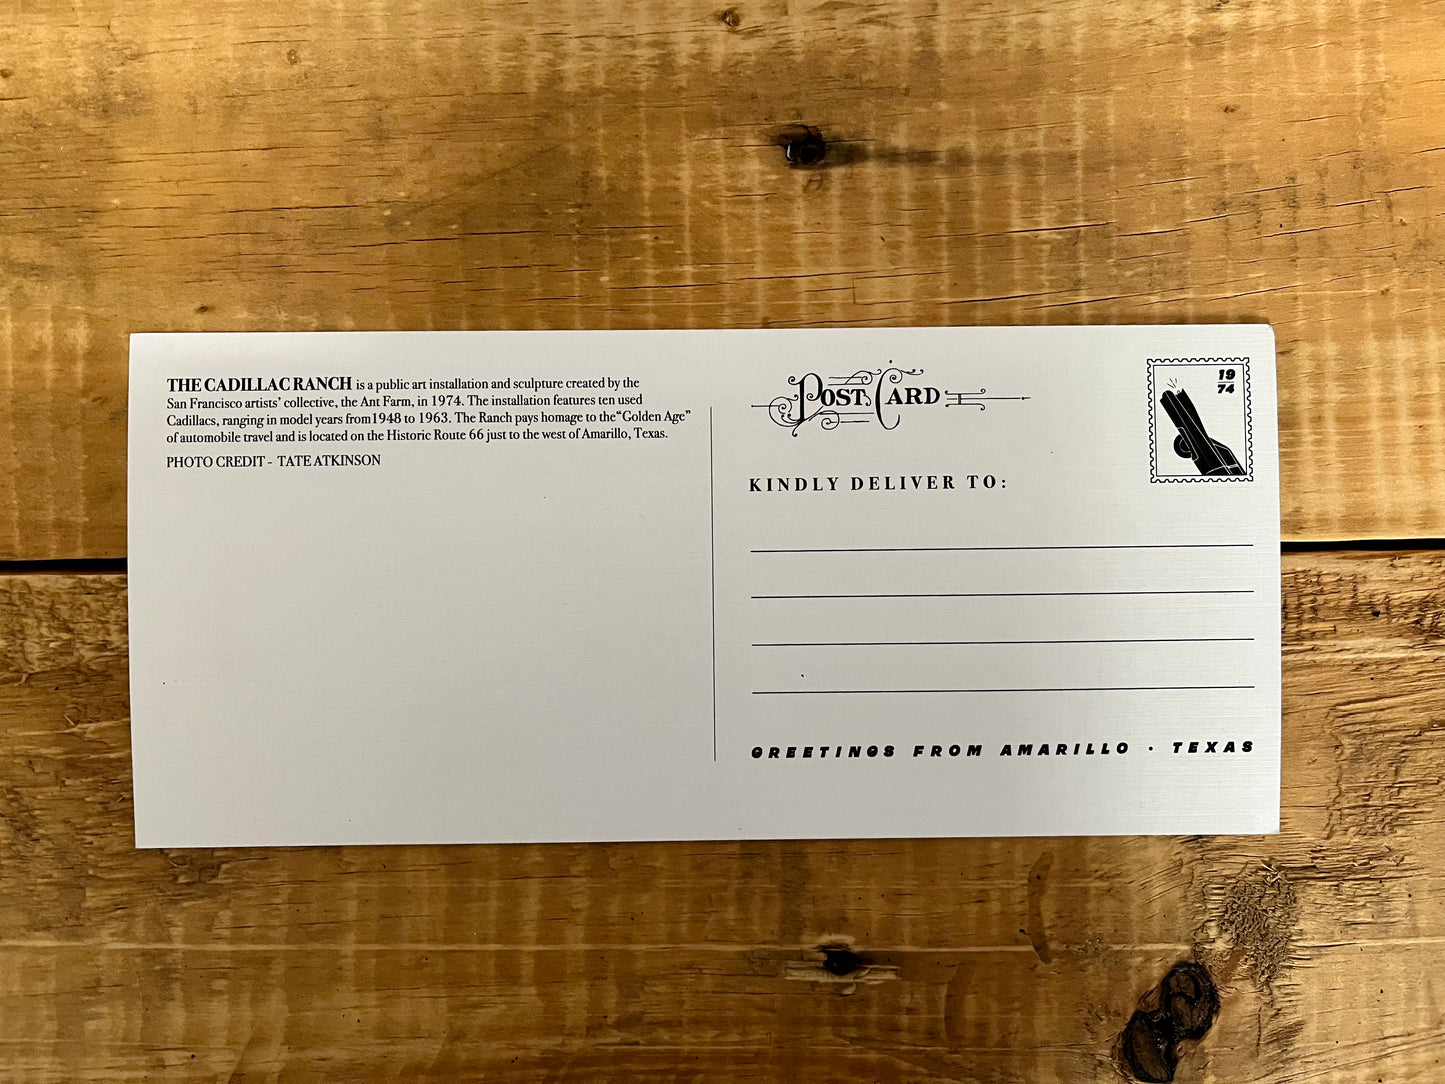 THE CADILLAC RANCH is a public art installation and sculpture created by the
San Francisco artists' collective, the Ant Farm, in 1974. The installation features ten used
Cadillacs, ranging in model years from1948 to 1963. The Ranch pays homage to the“Golden Age”
of automobile travel and is located on the Historic Route 66 just to the west of Amarillo, Texas.
PHOTO CREDIT - TATE ATKINSON
POST CARD
19
74
KINDLY DELIVER TO:
GREETINGS FROM AMARILLO · TEXAS